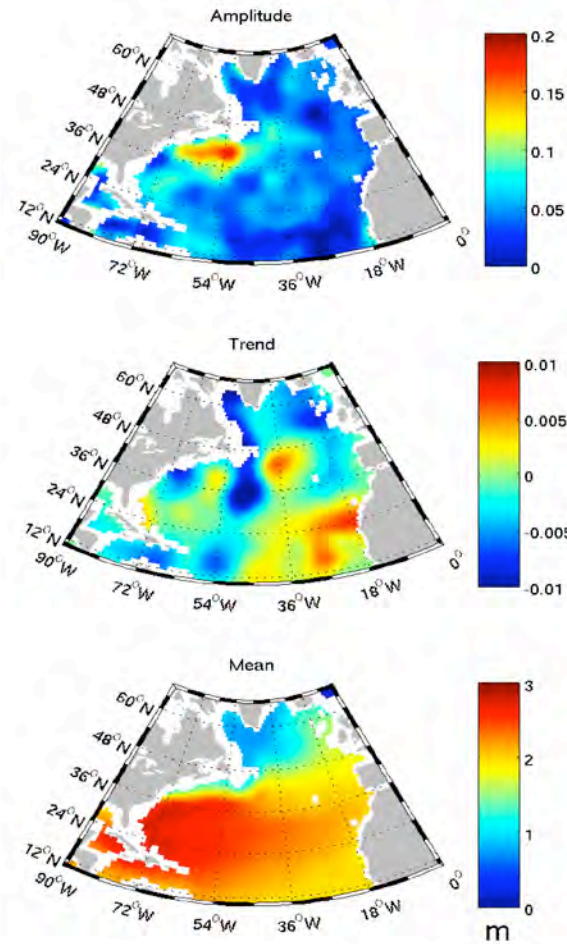 Amplitude
60°N
48°N
36°N
24°N
12°N
90°W
72°W
54°W
36°W
18°W
0°
0.2
0.15
0.1
0.05
0
Trend
60°N
48°N
36°N
24°N
12°N
90°W
72°W
54°W
36°W
18°W
0°
0.01
0.005
0
-0.005
-0.01
Mean
60°N
48°N
36°N
24°N
12°N
90°W
72°W
54°W
36°W
18°W
0°
3
2
1
0
m